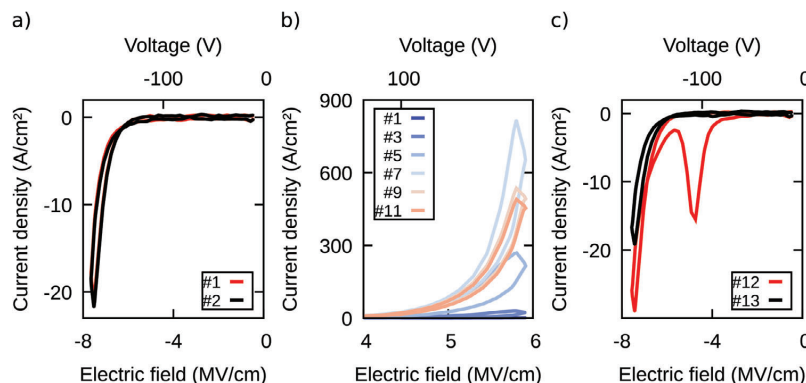 a)
Voltage (V)
-100
0
0
-10
-20
Current density (A/cm²)
#1
#2
-8
-4
0
Electric field (MV/cm)
b)
Voltage (V)
100
900
600
300
0
Current density (A/cm²)
#1
#3
#5
#7
#9
#11
4
5
6
Electric field (MV/cm)
c)
Voltage (V)
-100
0
0
-10
-20
-30
Current density (A/cm²)
#12
#13
-8
-4
0
Electric field (MV/cm)